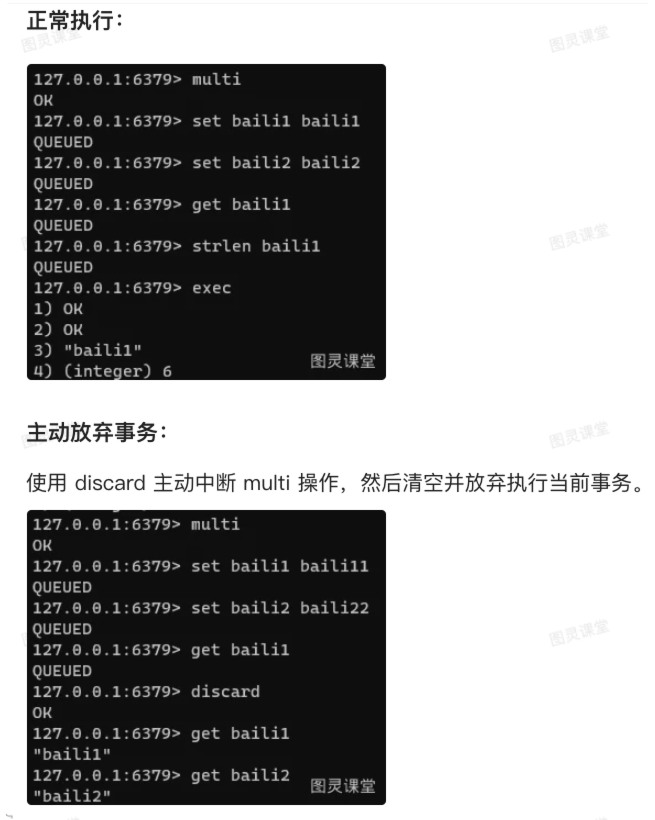 正常执行：
图灵课堂
图灵课堂
127.0.0.1:6379> multi
OK
127.0.0.1:6379> set baili1 baili1
QUEUED
127.0.0.1:6379> set baili2 baili2
QUEUED
127.0.0.1:6379> get baili1
QUEUED
图灵课堂
127.0.0.1:6379> strlen baili1
QUEUED
127.0.0.1:6379> exec
1) OK
2) OK
3) "baili1"
图灵课堂
4) (integer) 6
主动放弃事务：
图灵课堂
使用 discard 主动中断 multi 操作，然后清空并放弃执行当前事务。
127.0.0.1:6379> multi
OK
127.0.0.1:6379> set baili1 baili11
QUEUED
127.0.0.1:6379> set baili2 baili22
QUEUED
图灵课堂
127.0.0.1:6379> get baili1
QUEUED
127.0.0.1:6379> discard
OK
127.0.0.1:6379> get baili1
"baili1"
127.0.0.1:6379> get baili2
图灵课堂
"baili2"